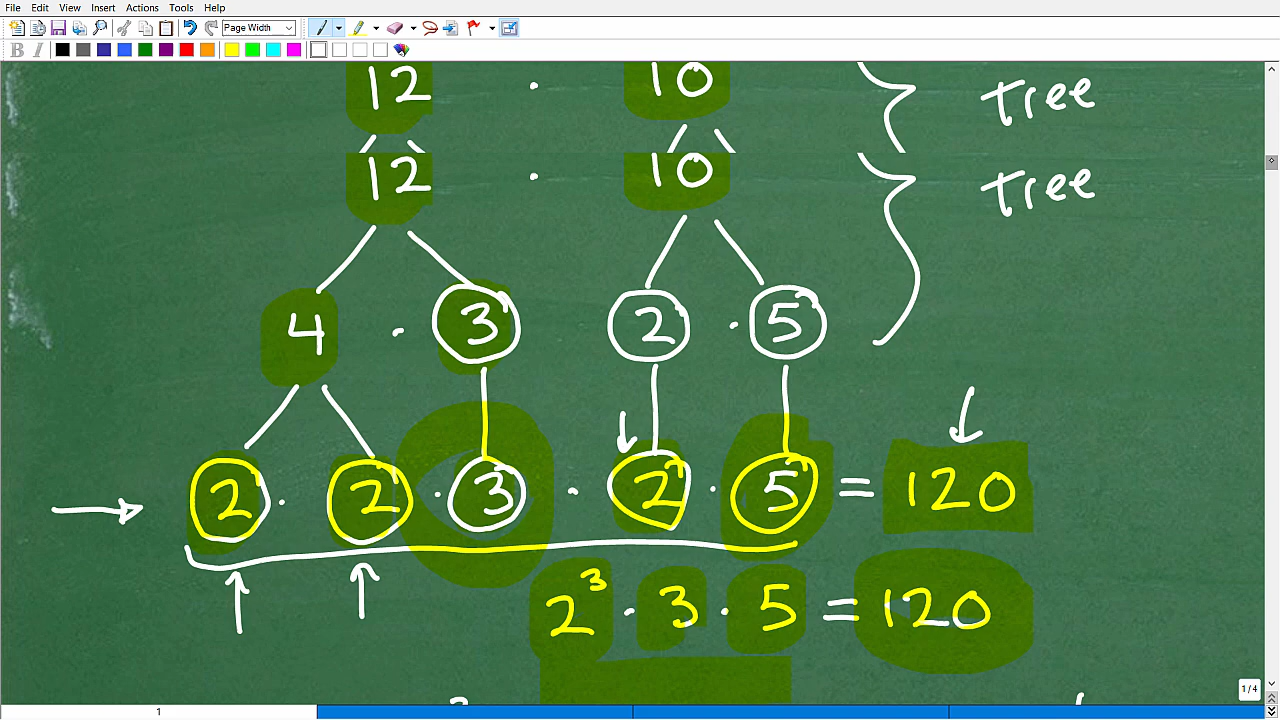 File Edit View Insert Actions Tools Help
Page Width
B I
12 · 10 tree
12 · 10 tree
4 · 3 2 · 5
2 · 2 · 3 · 2 · 5 = 120
2³ · 3 · 5 = 120
1/4
1